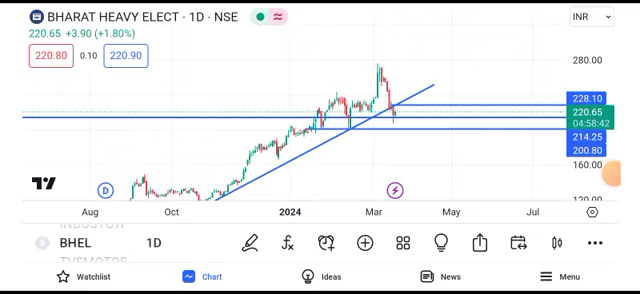 BHARAT HEAVY ELECT · 1D · NSE
INR
220.65 +3.90 (+1.80%)
220.80 0.10 220.90
280.00
228.10
220.65
04:58:42
214.25
200.80
160.00
120.00
D
Aug Oct 2024 Mar May Jul
B BHEL 1D
Watchlist Chart Ideas News Menu